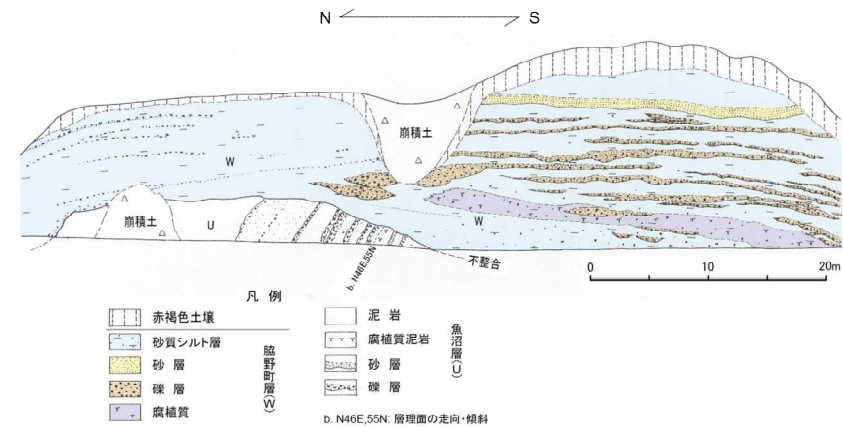 N S
崩積土
W
崩積土
U
W
b. N46E,55N
不整合
0 10 20m
凡 例
赤褐色土壌
砂質シルト層
砂 層
礫 層
腐植質
脇野町層(W)
泥 岩
腐植質泥岩
砂 層
礫 層
魚沼層(U)
b. N46E,55N: 層理面の走向・傾斜